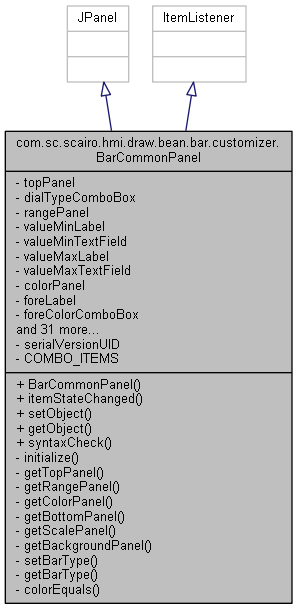 JPanel
ItemListener
com.sc.scairo.hmi.draw.bean.bar.customizer.
BarCommonPanel
- topPanel
- dialTypeComboBox
- rangePanel
- valueMinLabel
- valueMinTextField
- valueMaxLabel
- valueMaxTextField
- colorPanel
- foreLabel
- foreColorComboBox
and 31 more...
- serialVersionUID
- COMBO_ITEMS
+ BarCommonPanel()
+ itemStateChanged()
+ setObject()
+ getObject()
+ syntaxCheck()
- initialize()
- getTopPanel()
- getRangePanel()
- getColorPanel()
- getBottomPanel()
- getScalePanel()
- getBackgroundPanel()
- setBarType()
- getBarType()
- colorEquals()